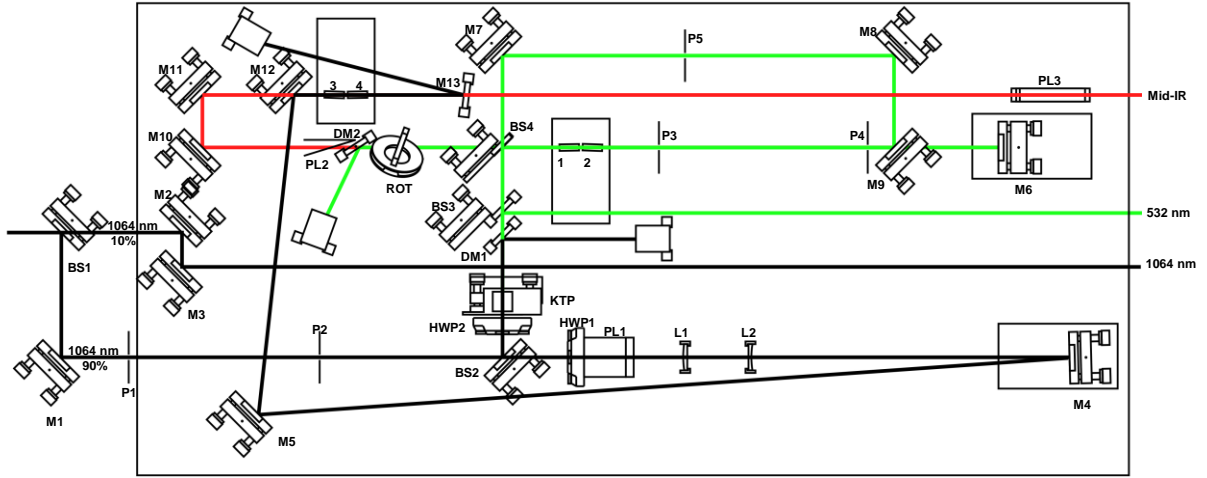 M7
M8
P5
M11
M12
3 4
M13
PL3
Mid-IR
M10
DM2
PL2
ROT
BS4
1 2
P3
P4
M9
M6
M2
BS3
532 nm
1064 nm
10%
BS1
DM1
1064 nm
M3
KTP
HWP2
HWP1
PL1
L1
L2
P2
1064 nm
90%
P1
BS2
M4
M1
M5